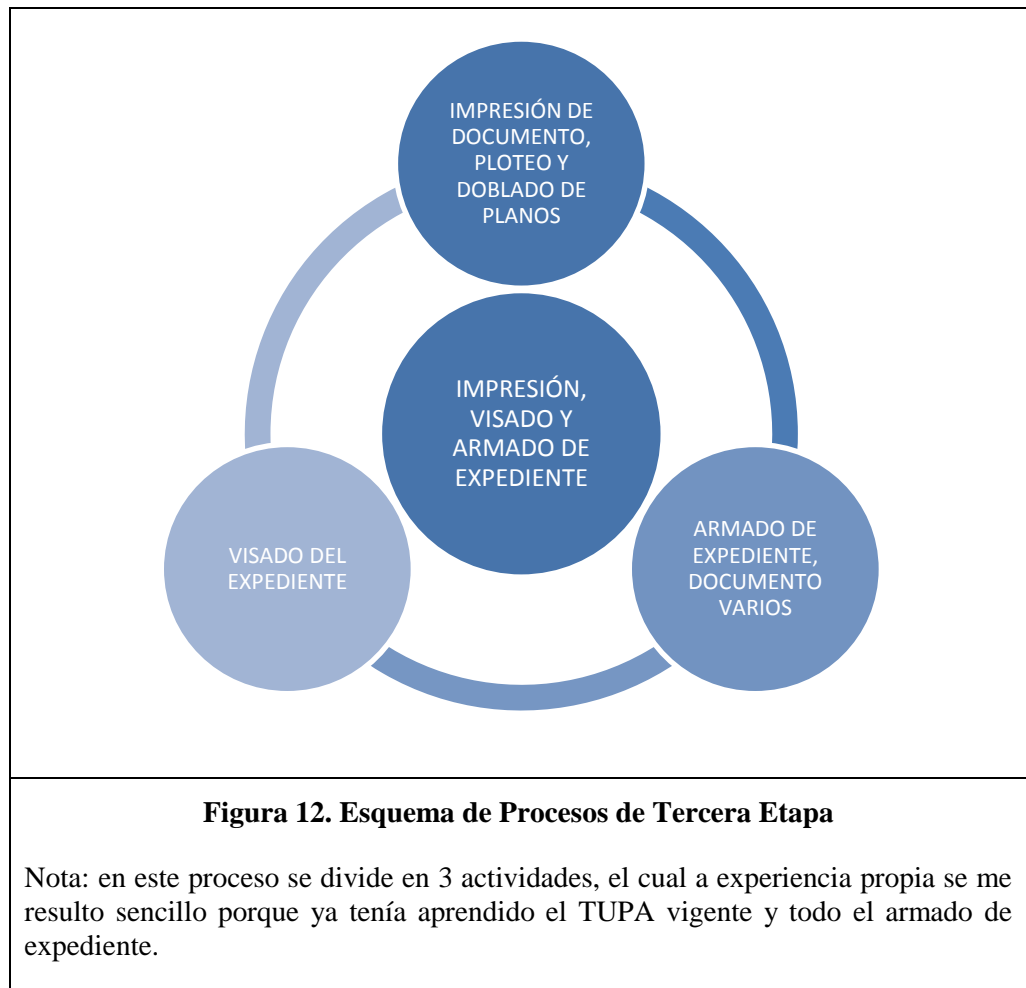 IMPRESIÓN DE
DOCUMENTO,
PLOTEO Y
DOBLADO DE
PLANOS
IMPRESIÓN,
VISADO Y
ARMADO DE
EXPEDIENTE
VISADO DEL
EXPEDIENTE
ARMADO DE
EXPEDIENTE,
DOCUMENTO
VARIOS
Figura 12. Esquema de Procesos de Tercera Etapa
Nota: en este proceso se divide en 3 actividades, el cual a experiencia propia se me
resulto sencillo porque ya tenía aprendido el TUPA vigente y todo el armado de
expediente.